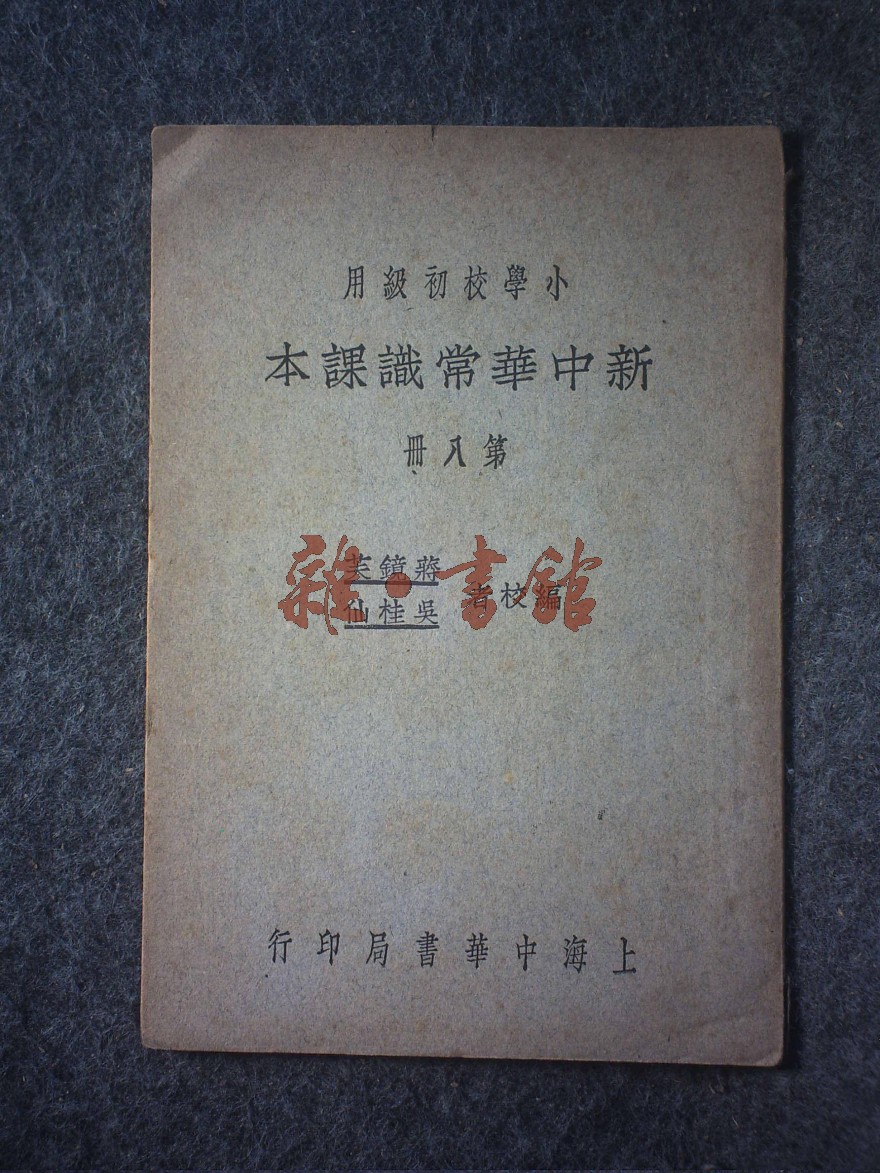 小學校初級用
新中華常識課本
第八冊
編校者
蔣鏡芙
吳桂仙
雜·書館
上海中華書局印行